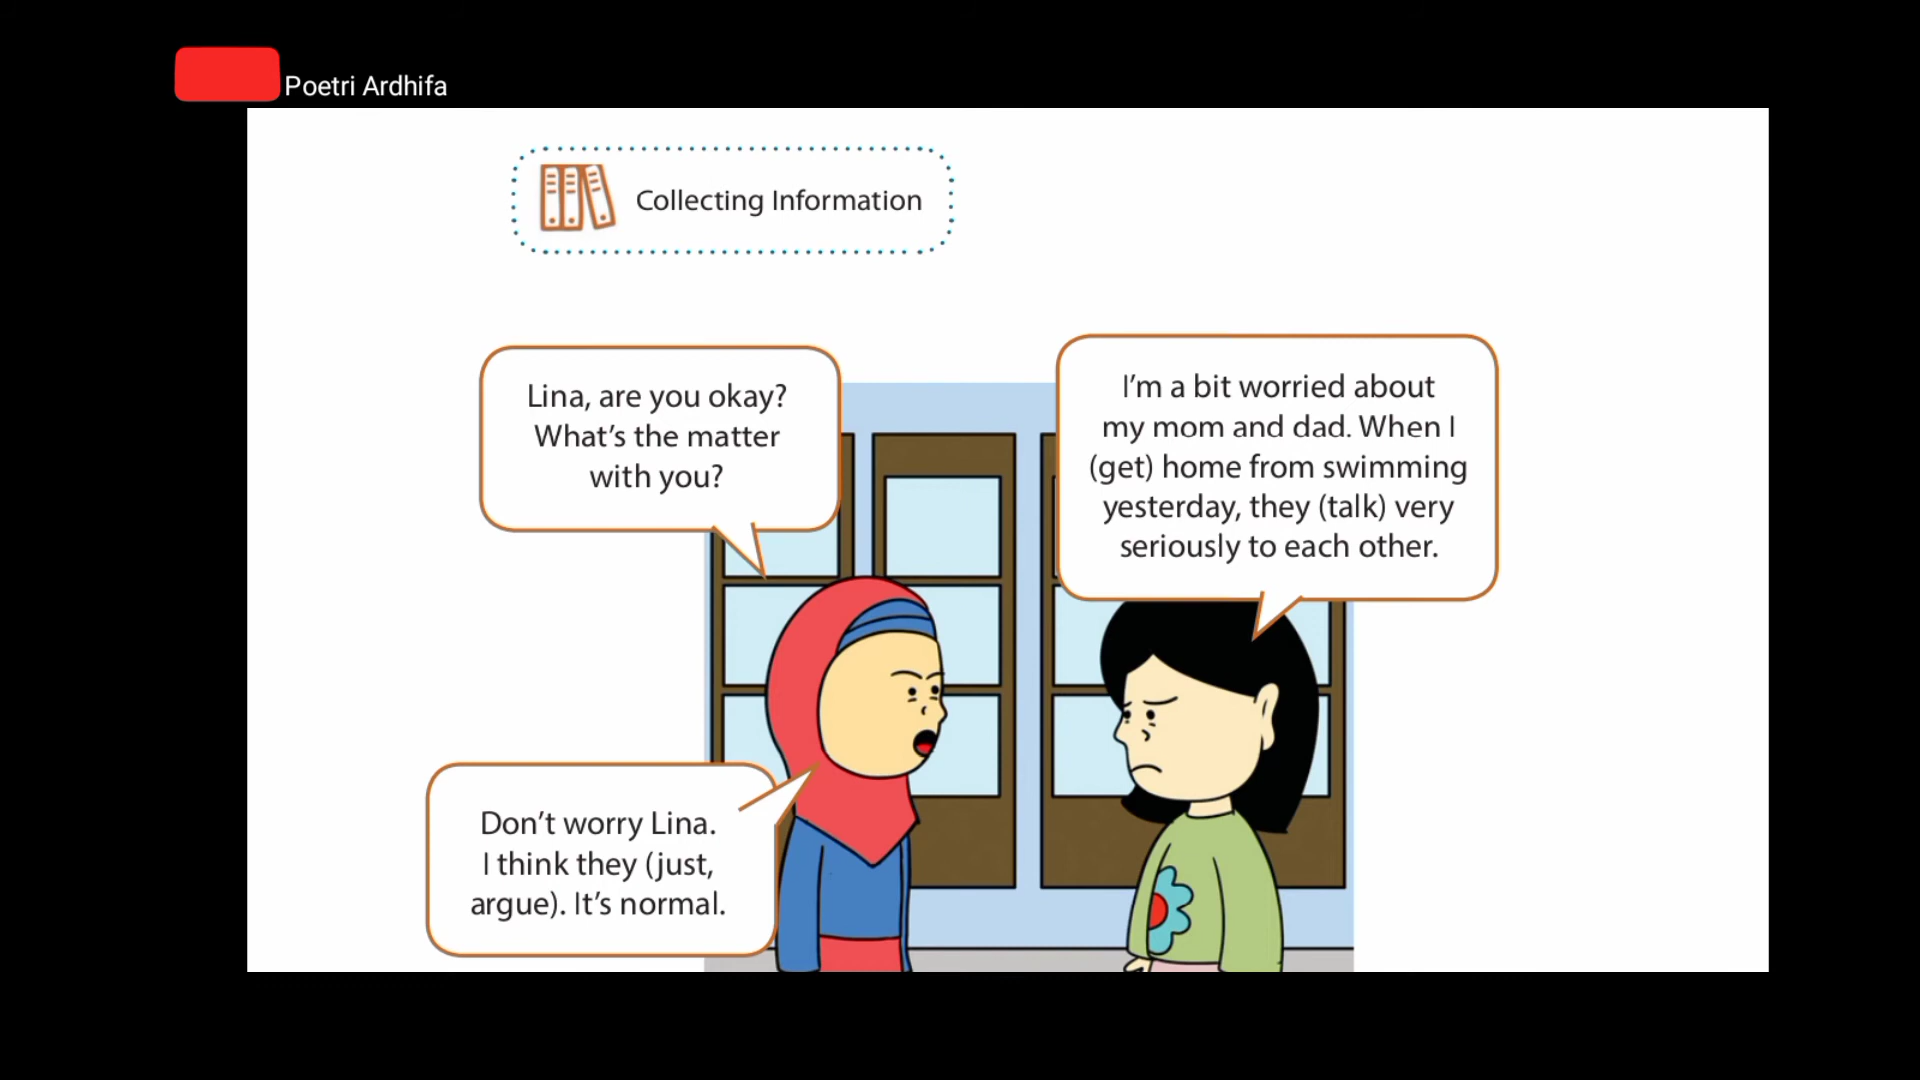 Poetri Ardhifa
Collecting Information
Lina, are you okay?
What's the matter
with you?
I'm a bit worried about
my mom and dad. When I
(get) home from swimming
yesterday, they (talk) very
seriously to each other.
Don't worry Lina.
I think they (just,
argue). It's normal.